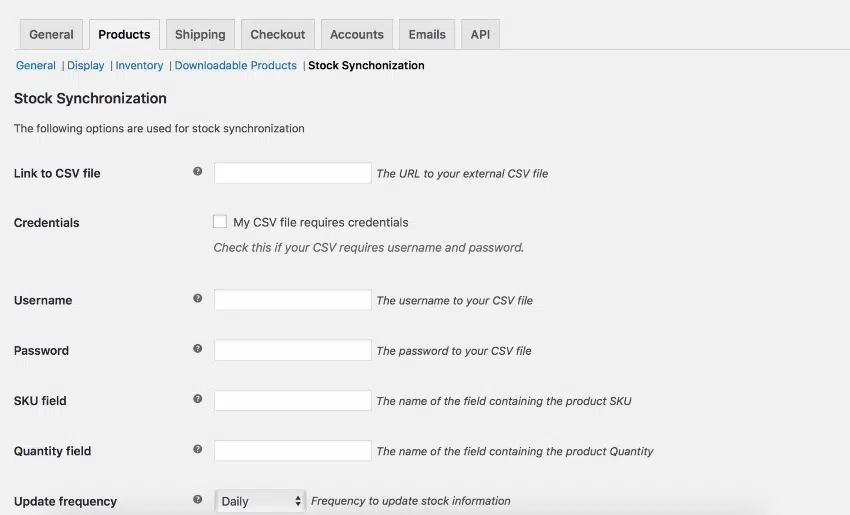 General Products Shipping Checkout Accounts Emails API
General | Display | Inventory | Downloadable Products | Stock Synchonization
Stock Synchronization
The following options are used for stock synchronization
Link to CSV file ? The URL to your external CSV file
Credentials My CSV file requires credentials
Check this if your CSV requires username and password.
Username ? The username to your CSV file
Password ? The password to your CSV file
SKU field ? The name of the field containing the product SKU
Quantity field ? The name of the field containing the product Quantity
Update frequency ? Daily Frequency to update stock information